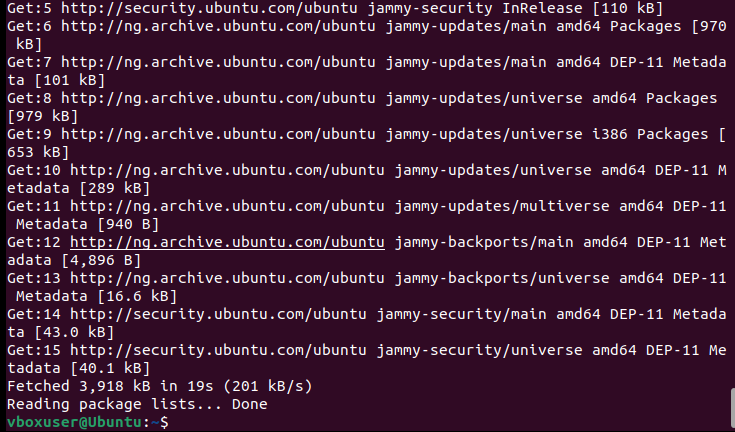 Get:5 http://security.ubuntu.com/ubuntu jammy-security InRelease [110 kB]
Get:6 http://ng.archive.ubuntu.com/ubuntu jammy-updates/main amd64 Packages [970
 kB]
Get:7 http://ng.archive.ubuntu.com/ubuntu jammy-updates/main amd64 DEP-11 Metada
ta [101 kB]
Get:8 http://ng.archive.ubuntu.com/ubuntu jammy-updates/universe amd64 Packages
[979 kB]
Get:9 http://ng.archive.ubuntu.com/ubuntu jammy-updates/universe i386 Packages [
653 kB]
Get:10 http://ng.archive.ubuntu.com/ubuntu jammy-updates/universe amd64 DEP-11 M
etadata [289 kB]
Get:11 http://ng.archive.ubuntu.com/ubuntu jammy-updates/multiverse amd64 DEP-11
 Metadata [940 B]
Get:12 http://ng.archive.ubuntu.com/ubuntu jammy-backports/main amd64 DEP-11 Met
adata [4,896 B]
Get:13 http://ng.archive.ubuntu.com/ubuntu jammy-backports/universe amd64 DEP-11
 Metadata [16.6 kB]
Get:14 http://security.ubuntu.com/ubuntu jammy-security/main amd64 DEP-11 Metada
ta [43.0 kB]
Get:15 http://security.ubuntu.com/ubuntu jammy-security/universe amd64 DEP-11 Me
tadata [40.1 kB]
Fetched 3,918 kB in 19s (201 kB/s)
Reading package lists... Done
vboxuser@Ubuntu:~$